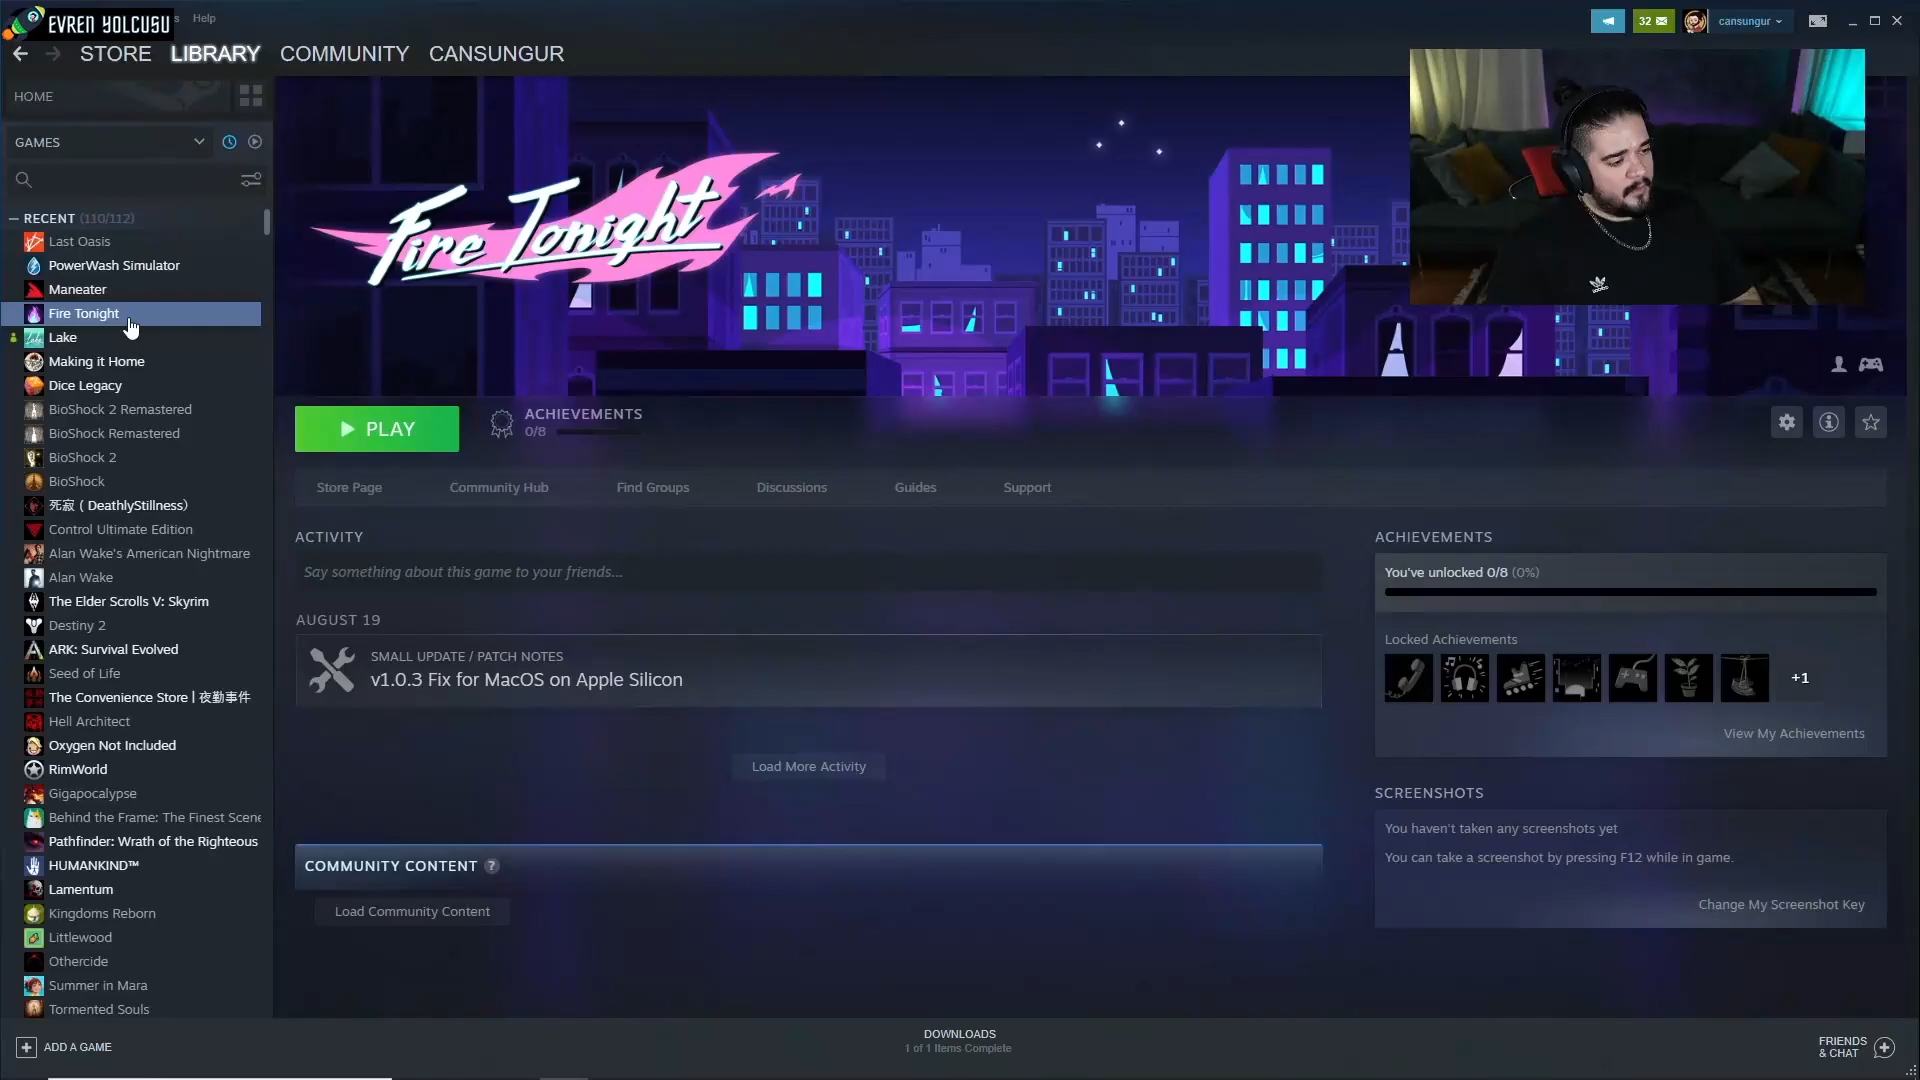 EVREN YOLCUSU
Help
32
cansungur
STORE
LIBRARY
COMMUNITY
CANSUNGUR
HOME
GAMES
RECENT (110/112)
Last Oasis
PowerWash Simulator
Maneater
Fire Tonight
Lake
Making it Home
Dice Legacy
BioShock 2 Remastered
BioShock Remastered
BioShock 2
BioShock
死寂 ( DeathlyStillness）
Control Ultimate Edition
Alan Wake's American Nightmare
Alan Wake
The Elder Scrolls V: Skyrim
Destiny 2
ARK: Survival Evolved
Seed of Life
The Convenience Store | 夜勤事件
Hell Architect
Oxygen Not Included
RimWorld
Gigapocalypse
Behind the Frame: The Finest Scene
Pathfinder: Wrath of the Righteous
HUMANKIND™
Lamentum
Kingdoms Reborn
Littlewood
Othercide
Summer in Mara
Tormented Souls
ADD A GAME
Fire Tonight
PLAY
ACHIEVEMENTS
0/8
Store Page
Community Hub
Find Groups
Discussions
Guides
Support
ACTIVITY
Say something about this game to your friends...
AUGUST 19
SMALL UPDATE / PATCH NOTES
v1.0.3 Fix for MacOS on Apple Silicon
Load More Activity
COMMUNITY CONTENT ?
Load Community Content
ACHIEVEMENTS
You've unlocked 0/8 (0%)
Locked Achievements
+1
View My Achievements
SCREENSHOTS
You haven't taken any screenshots yet
You can take a screenshot by pressing F12 while in game.
Change My Screenshot Key
DOWNLOADS
1 of 1 Items Complete
FRIENDS
& CHAT